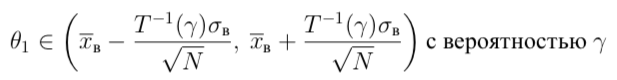 θ₁ ∈ ( x̅_в − T⁻¹(γ)σ_в / √N, x̅_в + T⁻¹(γ)σ_в / √N ) с вероятностью γ